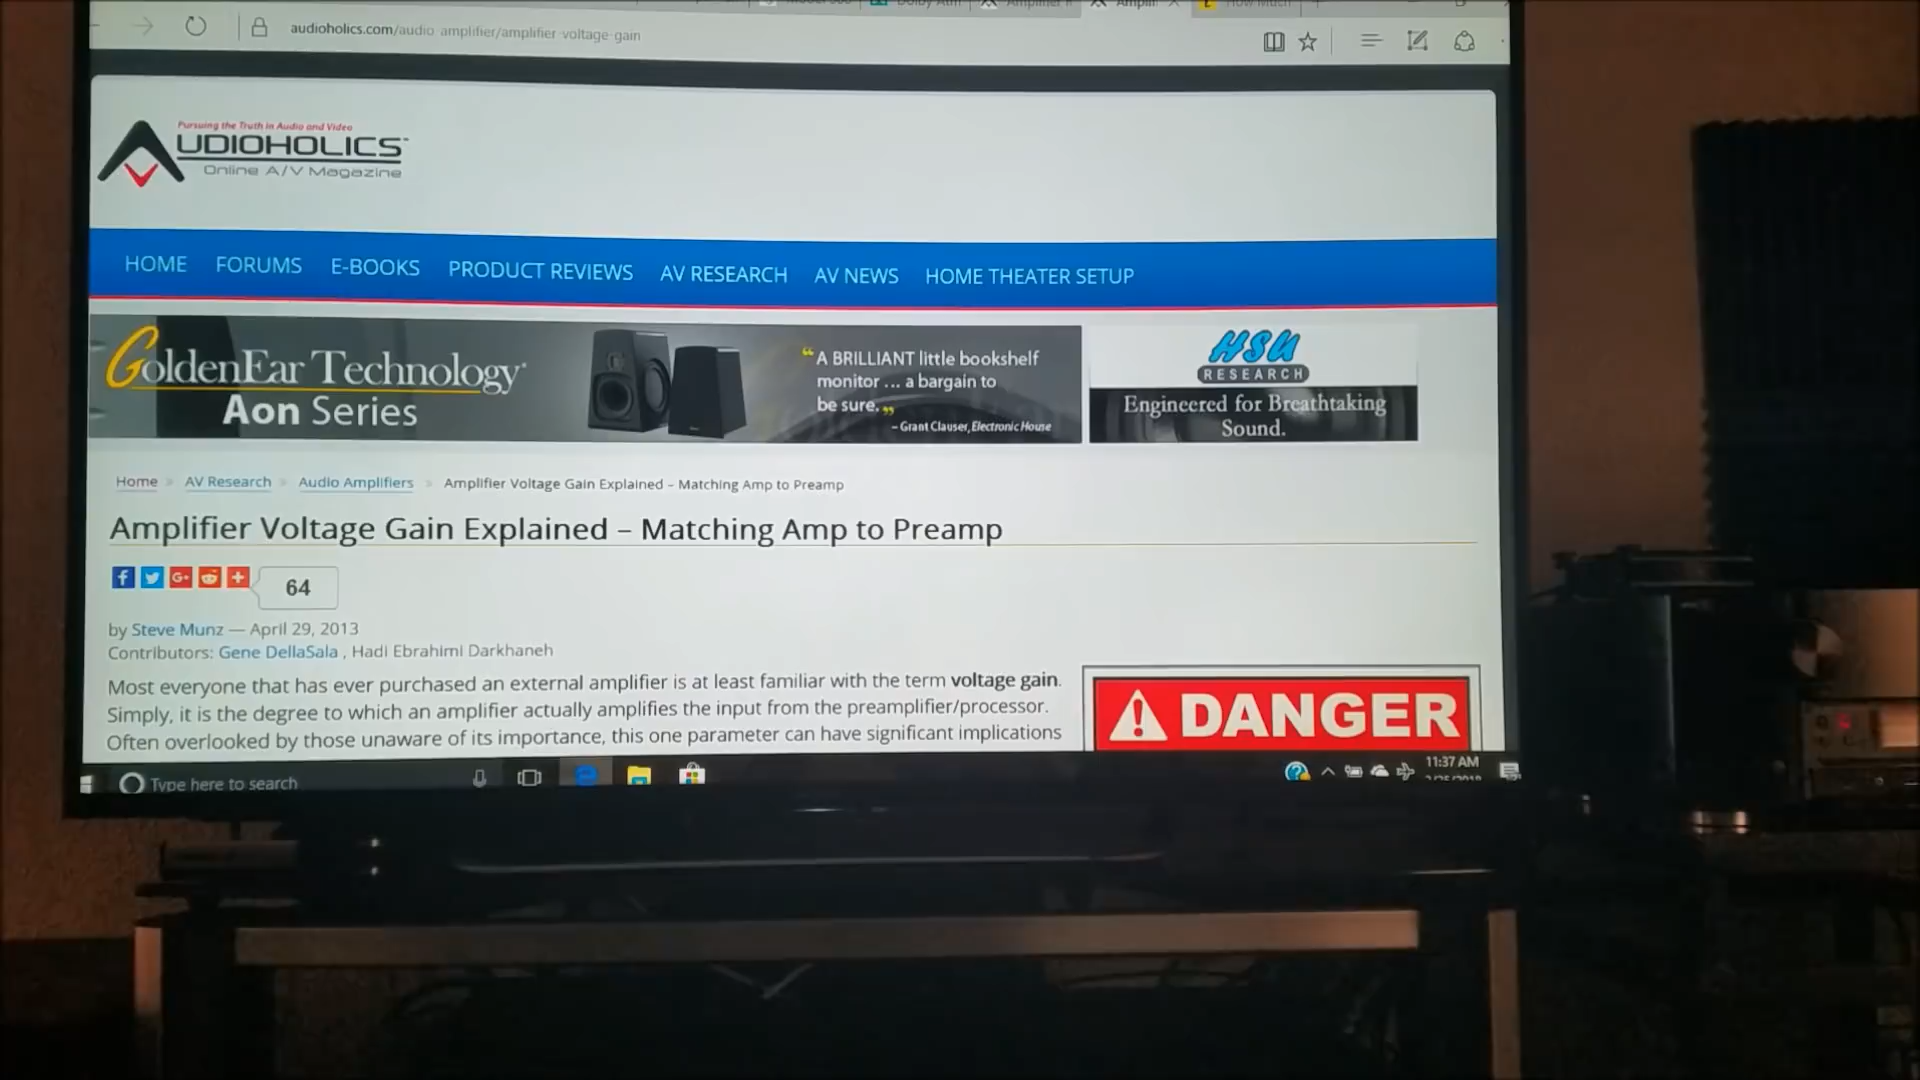 audioholics.com/audio-amplifier/amplifier-voltage-gain
Pursuing the Truth in Audio and Video
AUDIOHOLICS
Online A/V Magazine
HOME FORUMS E-BOOKS PRODUCT REVIEWS AV RESEARCH AV NEWS HOME THEATER SETUP
GoldenEar Technology
Aon Series
“A BRILLIANT little bookshelf
monitor ... a bargain to
be sure.”
– Grant Clauser, Electronic House
HSU
RESEARCH
Engineered for Breathtaking
Sound.
Home » AV Research » Audio Amplifiers » Amplifier Voltage Gain Explained – Matching Amp to Preamp
Amplifier Voltage Gain Explained – Matching Amp to Preamp
64
by Steve Munz — April 29, 2013
Contributors: Gene DellaSala , Hadi Ebrahimi Darkhaneh
Most everyone that has ever purchased an external amplifier is at least familiar with the term voltage gain.
Simply, it is the degree to which an amplifier actually amplifies the input from the preamplifier/processor.
Often overlooked by those unaware of its importance, this one parameter can have significant implications
DANGER
Type here to search
11:37 AM